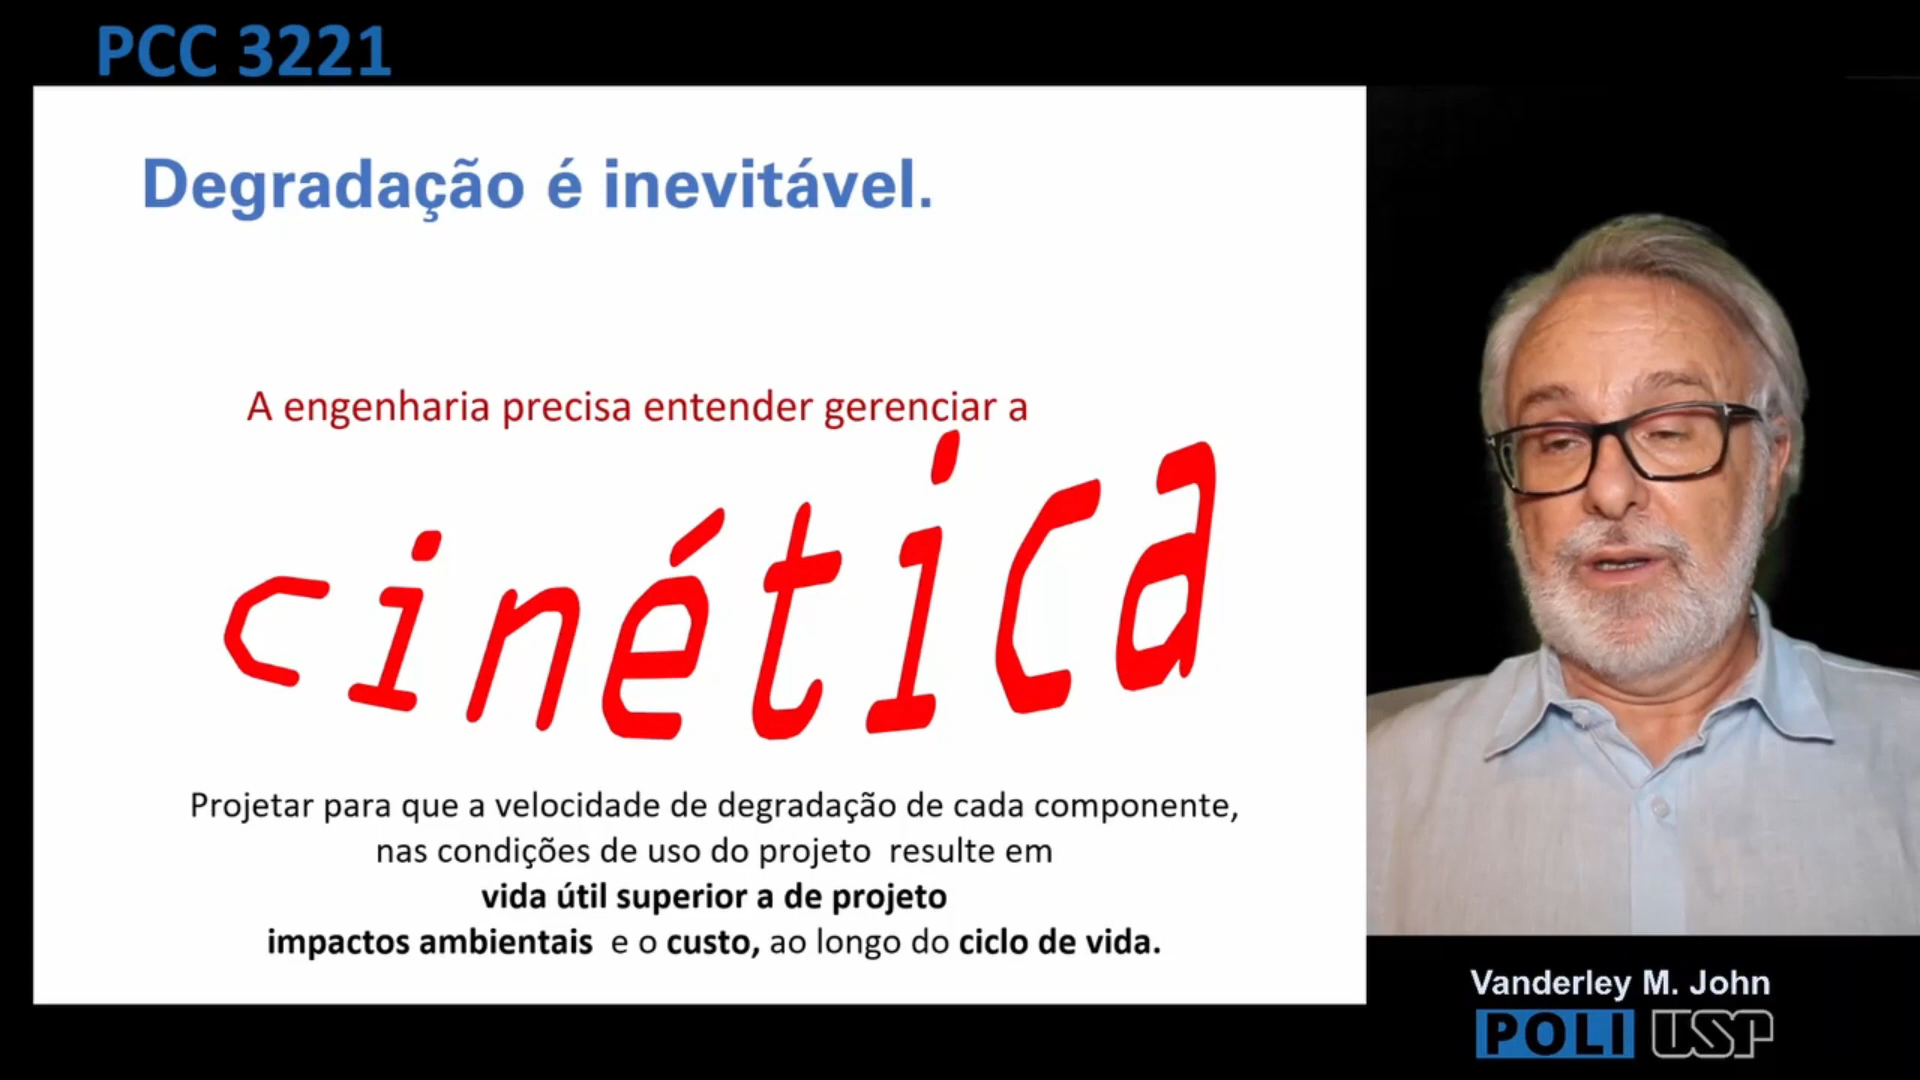 PCC 3221
Degradação é inevitável.
A engenharia precisa entender gerenciar a
cinética
Projetar para que a velocidade de degradação de cada componente,
nas condições de uso do projeto resulte em
vida útil superior a de projeto
impactos ambientais e o custo, ao longo do ciclo de vida.
Vanderley M. John
POLI USP